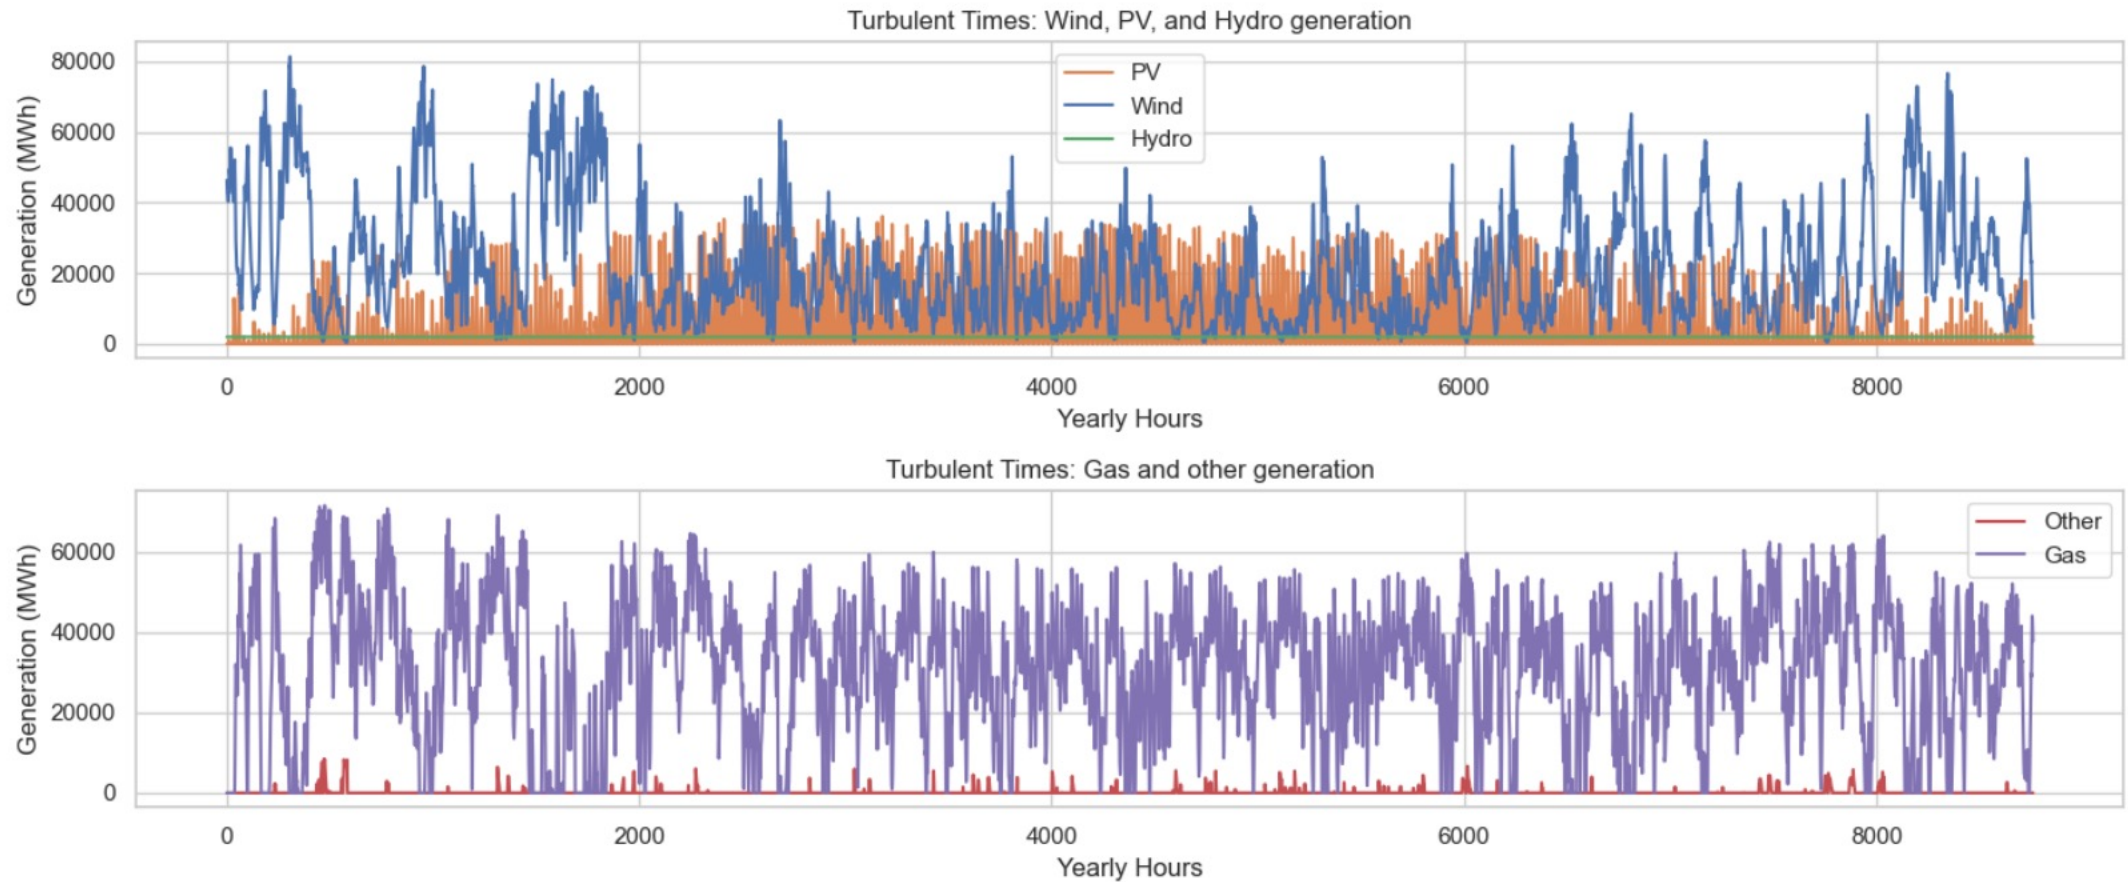 Turbulent Times: Wind, PV, and Hydro generation
Generation (MWh)
80000
60000
40000
20000
0
PV
Wind
Hydro
0 2000 4000 6000 8000
Yearly Hours
Turbulent Times: Gas and other generation
Generation (MWh)
60000
40000
20000
0
Other
Gas
0 2000 4000 6000 8000
Yearly Hours